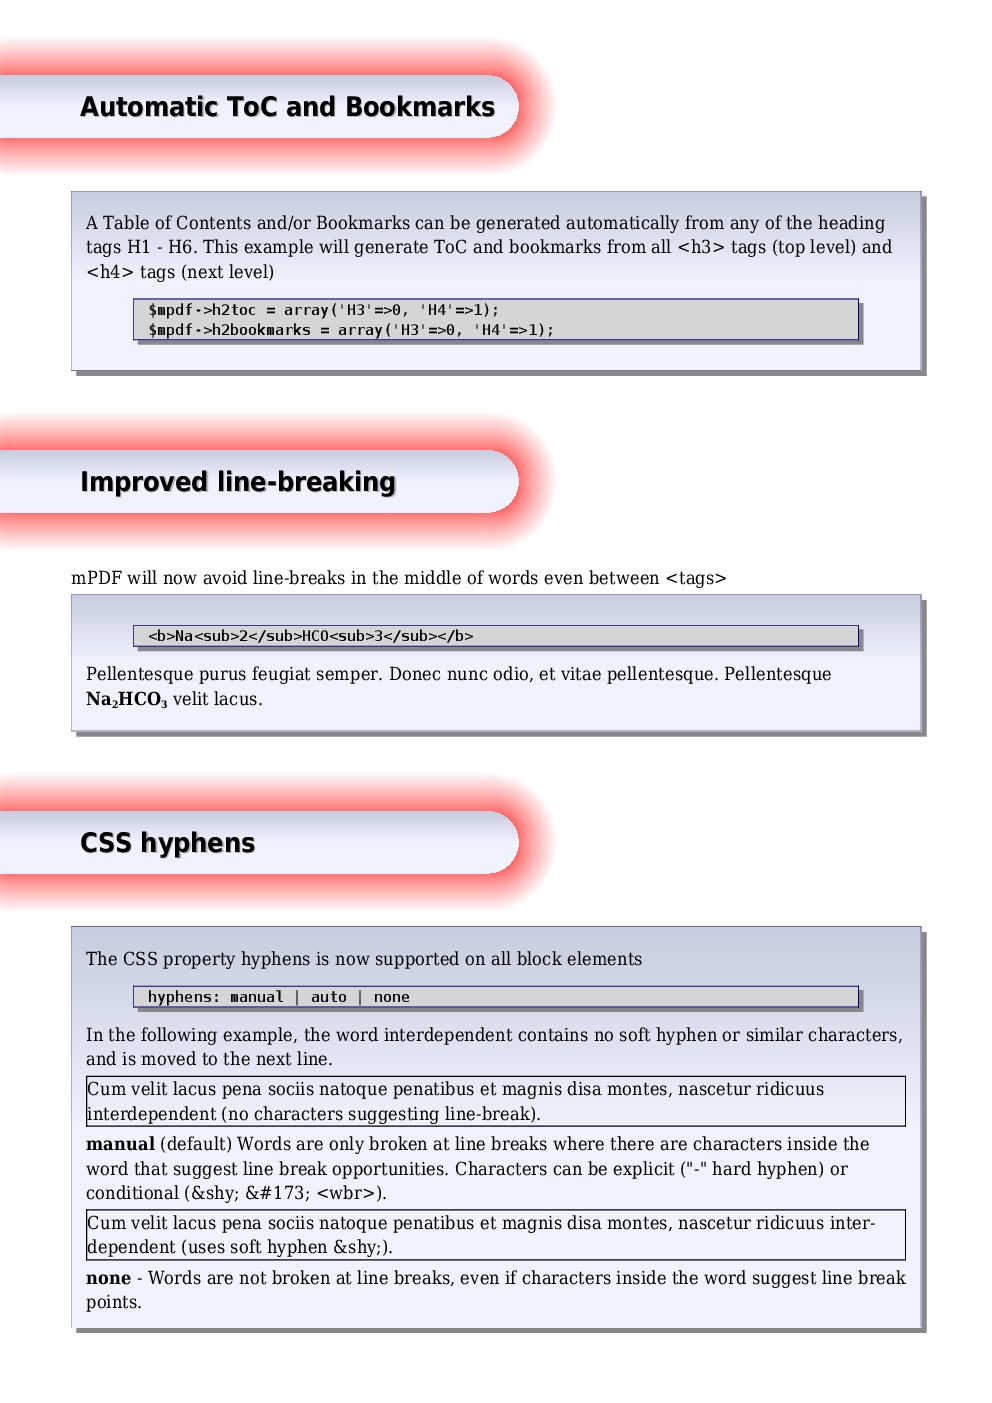 Automatic ToC and Bookmarks
A Table of Contents and/or Bookmarks can be generated automatically from any of the heading
tags H1 - H6. This example will generate ToC and bookmarks from all <h3> tags (top level) and
<h4> tags (next level)
$mpdf->h2toc = array('H3'=>0, 'H4'=>1);
$mpdf->h2bookmarks = array('H3'=>0, 'H4'=>1);
Improved line-breaking
mPDF will now avoid line-breaks in the middle of words even between <tags>
<b>Na<sub>2</sub>HCO<sub>3</sub></b>
Pellentesque purus feugiat semper. Donec nunc odio, et vitae pellentesque. Pellentesque
Na₂HCO₃ velit lacus.
CSS hyphens
The CSS property hyphens is now supported on all block elements
hyphens: manual | auto | none
In the following example, the word interdependent contains no soft hyphen or similar characters,
and is moved to the next line.
Cum velit lacus pena sociis natoque penatibus et magnis disa montes, nascetur ridicuus
interdependent (no characters suggesting line-break).
manual (default) Words are only broken at line breaks where there are characters inside the
word that suggest line break opportunities. Characters can be explicit ("-" hard hyphen) or
conditional (&shy; &#173; <wbr>).
Cum velit lacus pena sociis natoque penatibus et magnis disa montes, nascetur ridicuus inter-
dependent (uses soft hyphen &shy;).
none - Words are not broken at line breaks, even if characters inside the word suggest line break
points.